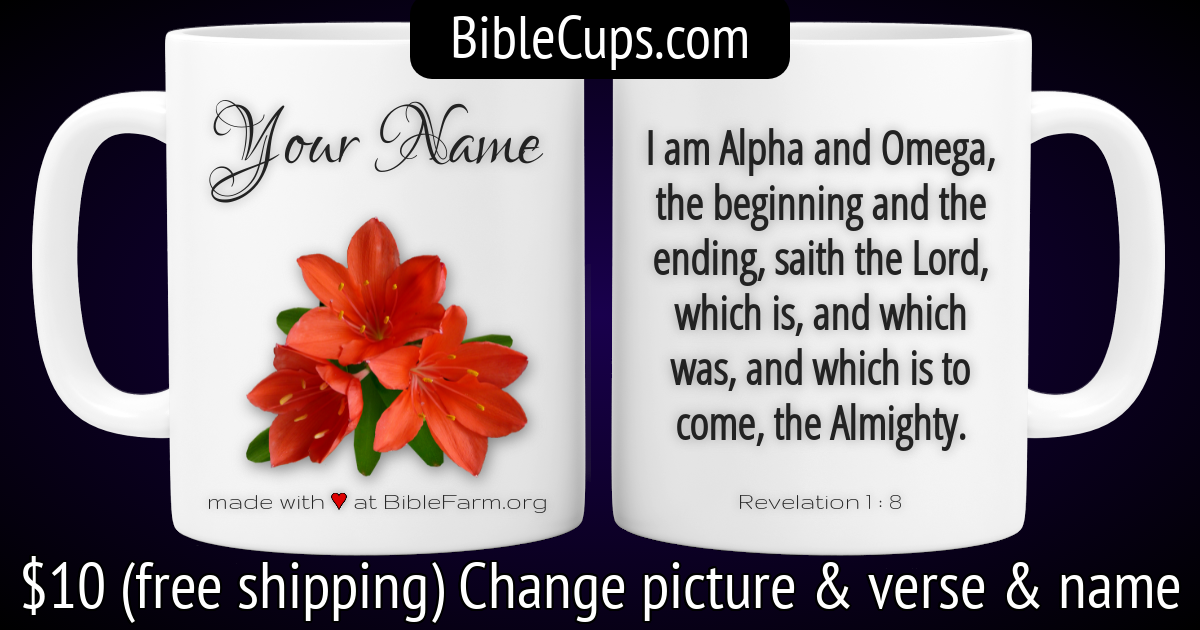 BibleCups.com
Your Name
made with ♥ at BibleFarm.org
I am Alpha and Omega,
the beginning and the
ending, saith the Lord,
which is, and which
was, and which is to
come, the Almighty.
Revelation 1 : 8
$10 (free shipping) Change picture & verse & name